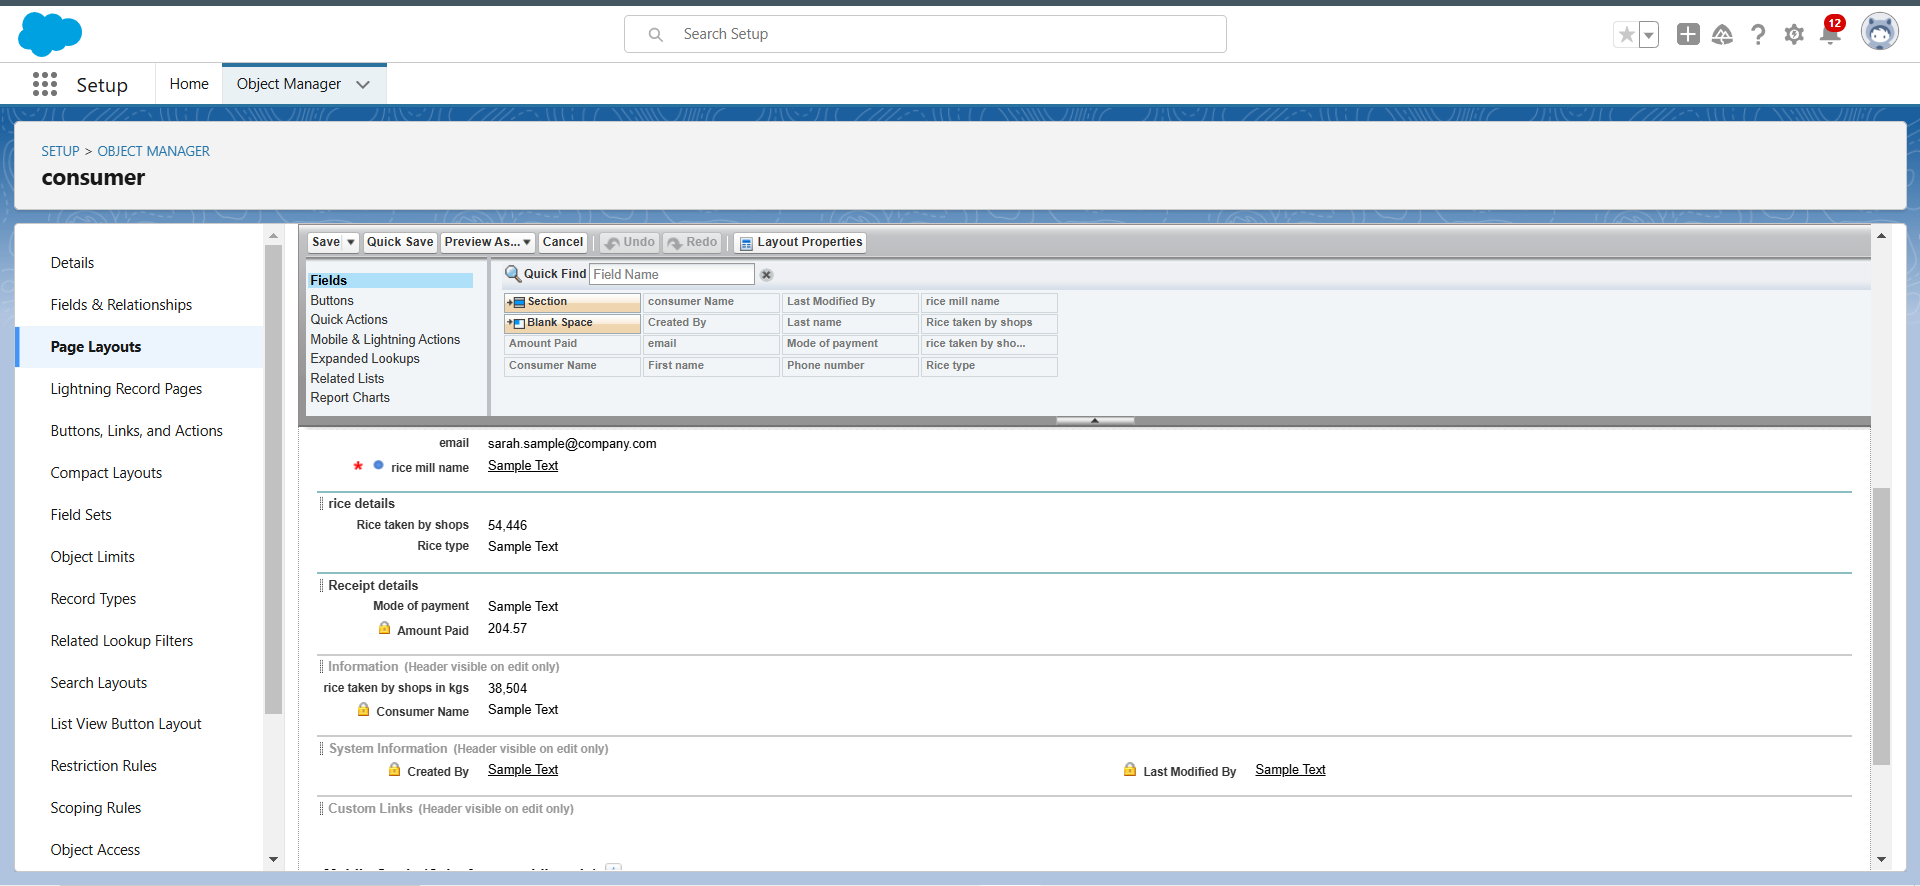 Search Setup
12
Setup
Home
Object Manager
SETUP > OBJECT MANAGER
consumer
Details
Fields & Relationships
Page Layouts
Lightning Record Pages
Buttons, Links, and Actions
Compact Layouts
Field Sets
Object Limits
Record Types
Related Lookup Filters
Search Layouts
List View Button Layout
Restriction Rules
Scoping Rules
Object Access
Save Quick Save Preview As... Cancel Undo Redo Layout Properties
Fields
Buttons
Quick Actions
Mobile & Lightning Actions
Expanded Lookups
Related Lists
Report Charts
Quick Find Field Name
Section consumer Name Last Modified By rice mill name
Blank Space Created By Last name Rice taken by shops
Amount Paid email Mode of payment rice taken by sho...
Consumer Name First name Phone number Rice type
email sarah.sample@company.com
* rice mill name Sample Text
rice details
Rice taken by shops 54,446
Rice type Sample Text
Receipt details
Mode of payment Sample Text
Amount Paid 204.57
Information (Header visible on edit only)
rice taken by shops in kgs 38,504
Consumer Name Sample Text
System Information (Header visible on edit only)
Created By Sample Text Last Modified By Sample Text
Custom Links (Header visible on edit only)